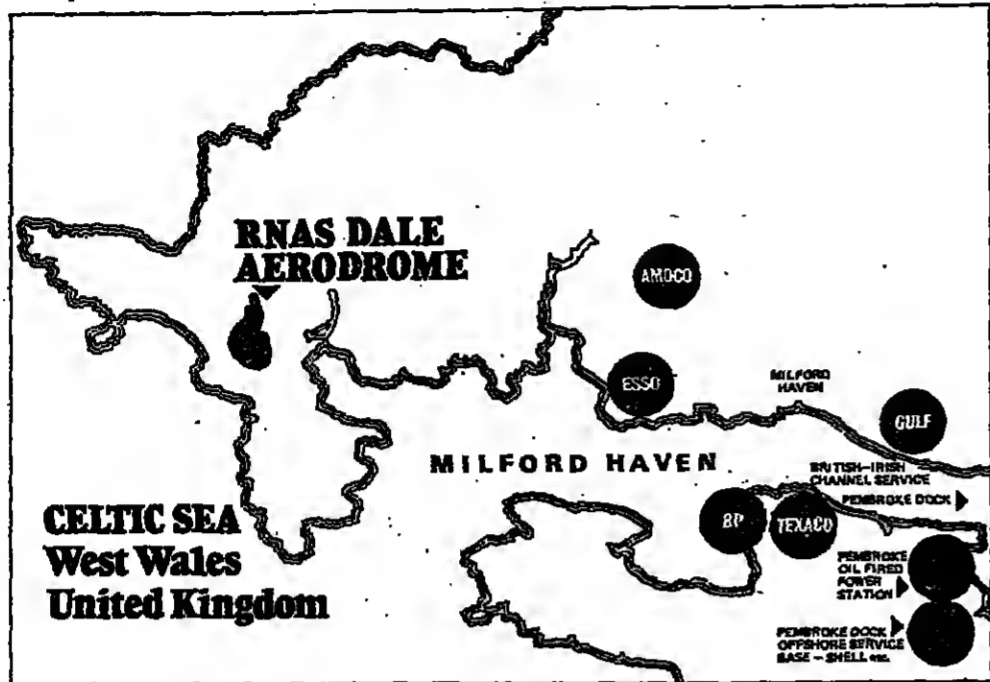 RNAS DALE
AERODROME
AMOCO
ESSO
MILFORD
HAVEN
GULF
MILFORD HAVEN
BRITISH-IRISH
CHANNEL SERVICE
PEMBROKE DOCK
BP
TEXACO
CELTIC SEA
West Wales
United Kingdom
PEMBROKE
OIL FIRED
POWER
STATION
PEMBROKE DOCK
OFFSHORE SERVICE
BASE - SHELL etc.